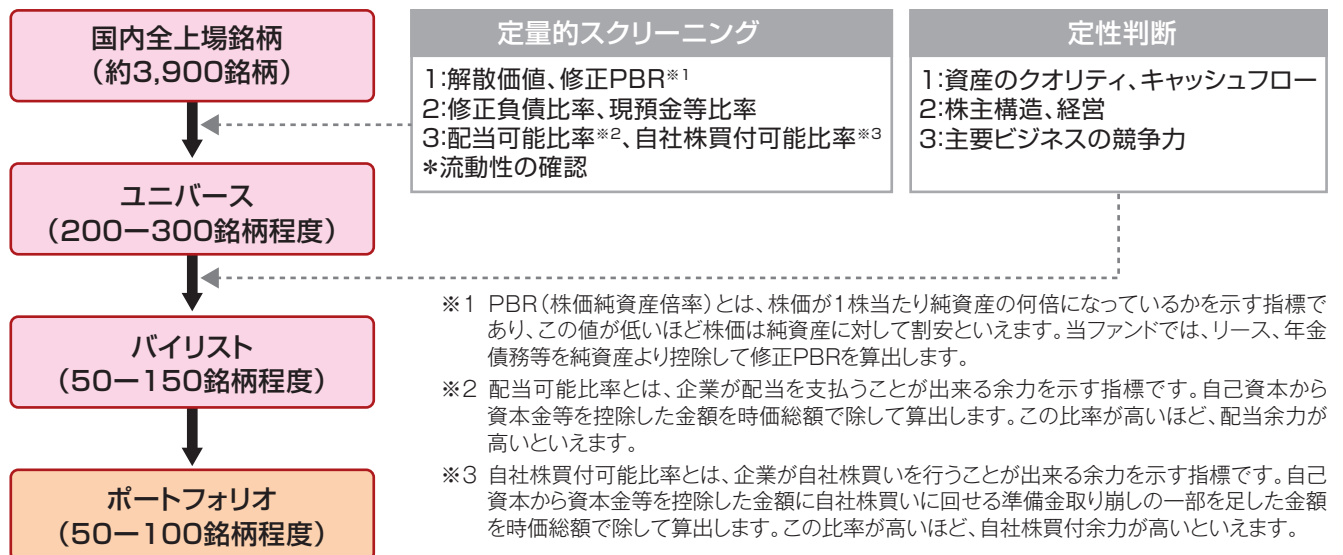 国内全上場銘柄
（約3,900銘柄）
ユニバース
（200ー300銘柄程度）
バイリスト
（50ー150銘柄程度）
ポートフォリオ
（50ー100銘柄程度）
定量的スクリーニング
1:解散価値、修正PBR※1
2:修正負債比率、現預金等比率
3:配当可能比率※2、自社株買付可能比率※3
＊流動性の確認
定性判断
1:資産のクオリティ、キャッシュフロー
2:株主構造、経営
3:主要ビジネスの競争力
※1 PBR（株価純資産倍率）とは、株価が1株当たり純資産の何倍になっているかを示す指標で
あり、この値が低いほど株価は純資産に対して割安といえます。当ファンドでは、リース、年金
債務等を純資産より控除して修正PBRを算出します。
※2 配当可能比率とは、企業が配当を支払うことが出来る余力を示す指標です。自己資本から
資本金等を控除した金額を時価総額で除して算出します。この比率が高いほど、配当余力が
高いといえます。
※3 自社株買付可能比率とは、企業が自社株買いを行うことが出来る余力を示す指標です。自己
資本から資本金等を控除した金額に自社株買いに回せる準備金取り崩しの一部を足した金額
を時価総額で除して算出します。この比率が高いほど、自社株買付余力が高いといえます。